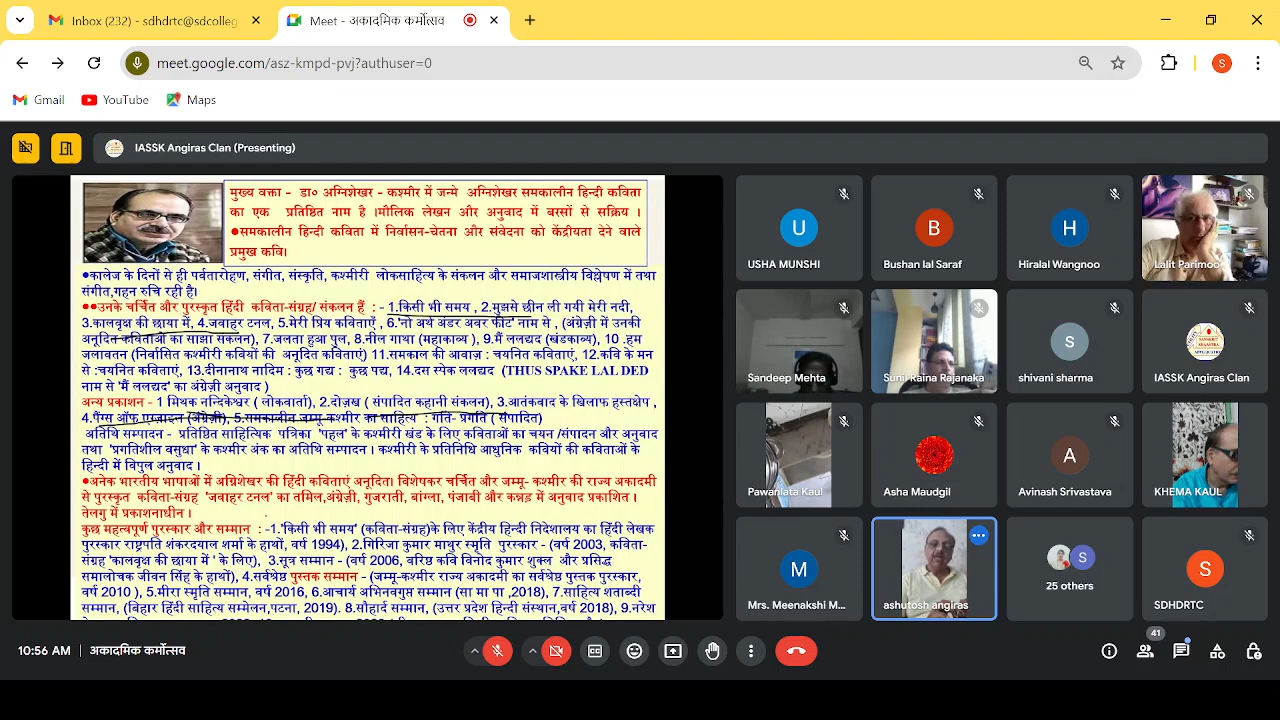 Inbox (232) - sdhdrtc@sdcolleg
Meet - अकादमिक कर्मोत्सव
meet.google.com/asz-kmpd-pvj?authuser=0
S
Gmail
YouTube
Maps
IASSK Angiras Clan (Presenting)
मुख्य वक्ता - डा० अग्निशेखर - कश्मीर में जन्मे अग्निशेखर समकालीन हिन्दी कविता
का एक प्रतिष्ठित नाम है ।मौलिक लेखन और अनुवाद में बरसों से सक्रिय ।
●समकालीन हिन्दी कविता में निर्वासन-चेतना और संवेदना को केंद्रीयता देने वाले
प्रमुख कवि।
●कालेज के दिनों से ही पर्वतारोहण, संगीत, संस्कृति, कश्मीरी लोकसाहित्य के संकलन और समाजशास्त्रीय विश्लेषण में तथा
संगीत,गहन रुचि रही है।
●●उनके चर्चित और पुरस्कृत हिंदी कविता-संग्रह/ संकलन हैं : - 1.किसी भी समय , 2.मुझसे छीन ली गयी मेरी नदी,
3.कालवृक्ष की छाया में, 4.जवाहर टनल, 5.मेरी प्रिय कविताएँ , 6.'नो अर्थ अंडर अवर फीट' नाम से , (अंग्रेज़ी में उनकी
अनूदित कविताओं का साझा संकलन), 7.जलता हुआ पुल, 8.नील गाथा (महाकाव्य ), 9.मैं ललद्यद (खंडकाव्य), 10 .हम
जलावतन (निर्वासित कश्मीरी कवियों की अनूदित कविताएं) 11.समकाल की आवाज़ : चयनित कविताएं, 12.कवि के मन
से :चयनित कविताएं, 13.दीनानाथ नादिम : कुछ गद्य : कुछ पद्य, 14.दस स्पेक ललद्यद (THUS SPAKE LAL DED
नाम से 'मैं ललद्यद' का अंग्रेज़ी अनुवाद )
अन्य प्रकाशन - 1 मिथक नन्दिकेश्वर ( लोकवार्ता), 2.दोज़ख ( संपादित कहानी संकलन), 3.आतंकवाद के खिलाफ हस्तक्षेप ,
4.पैंग्स ऑफ एग्ज़ाइल (अंग्रेज़ी), 5.समकालीन जम्मू-कश्मीर का साहित्य : गति- प्रगति ( संपादित)
अतिथि सम्पादन - प्रतिष्ठित साहित्यिक पत्रिका 'पहल' के कश्मीरी खंड के लिए कविताओं का चयन /संपादन और अनुवाद
तथा 'प्रगतिशील वसुधा' के कश्मीर अंक का अतिथि सम्पादन । कश्मीरी के प्रतिनिधि आधुनिक कवियों की कविताओं के
हिन्दी में विपुल अनुवाद ।
●अनेक भारतीय भाषाओं में अग्निशेखर की हिंदी कविताएं अनूदित। विशेषकर चर्चित और जम्मू- कश्मीर की राज्य अकादमी
से पुरस्कृत कविता-संग्रह 'जवाहर टनल' का तमिल,अंग्रेज़ी, गुजराती, बांग्ला, पंजाबी और कन्नड़ में अनुवाद प्रकाशित ।
तेलगु में प्रकाशनाधीन ।
कुछ महत्वपूर्ण पुरस्कार और सम्मान : -1.'किसी भी समय' (कविता-संग्रह)के लिए केंद्रीय हिन्दी निदेशालय का हिंदी लेखक
पुरस्कार राष्ट्रपति शंकरदयाल शर्मा के हाथों, वर्ष 1994), 2.गिरिजा कुमार माथुर स्मृति पुरस्कार - (वर्ष 2003, कविता-
संग्रह 'कालवृक्ष की छाया में ' के लिए), 3.सूत्र सम्मान - (वर्ष 2006, वरिष्ठ कवि विनोद कुमार शुक्ल और प्रसिद्ध
समालोचक जीवन सिंह के हाथों), 4.सर्वश्रेष्ठ पुस्तक सम्मान - (जम्मू-कश्मीर राज्य अकादमी का सर्वश्रेष्ठ पुस्तक पुरस्कार,
वर्ष 2010 ), 5.मीरा स्मृति सम्मान, वर्ष 2016, 6.आचार्य अभिनवगुप्त सम्मान (सा मा पा ,2018), 7.साहित्य शताब्दी
सम्मान, (बिहार हिंदी साहित्य सम्मेलन,पटना, 2019). 8.सौहार्द सम्मान, (उत्तर प्रदेश हिन्दी संस्थान,वर्ष 2018), 9.नरेश
U
USHA MUNSHI
B
Bushan lal Saraf
H
Hiralal Wangnoo
Lalit Parimoo
Sandeep Mehta
Sunil Raina Rajanaka
S
shivani sharma
IASSK Angiras Clan
Pawanlata Kaul
Asha Maudgil
A
Avinash Srivastava
KHEMA KAUL
M
Mrs. Meenakshi M...
ashutosh angiras
S
25 others
S
SDHDRTC
10:56 AM
अकादमिक कर्मोत्सव
41